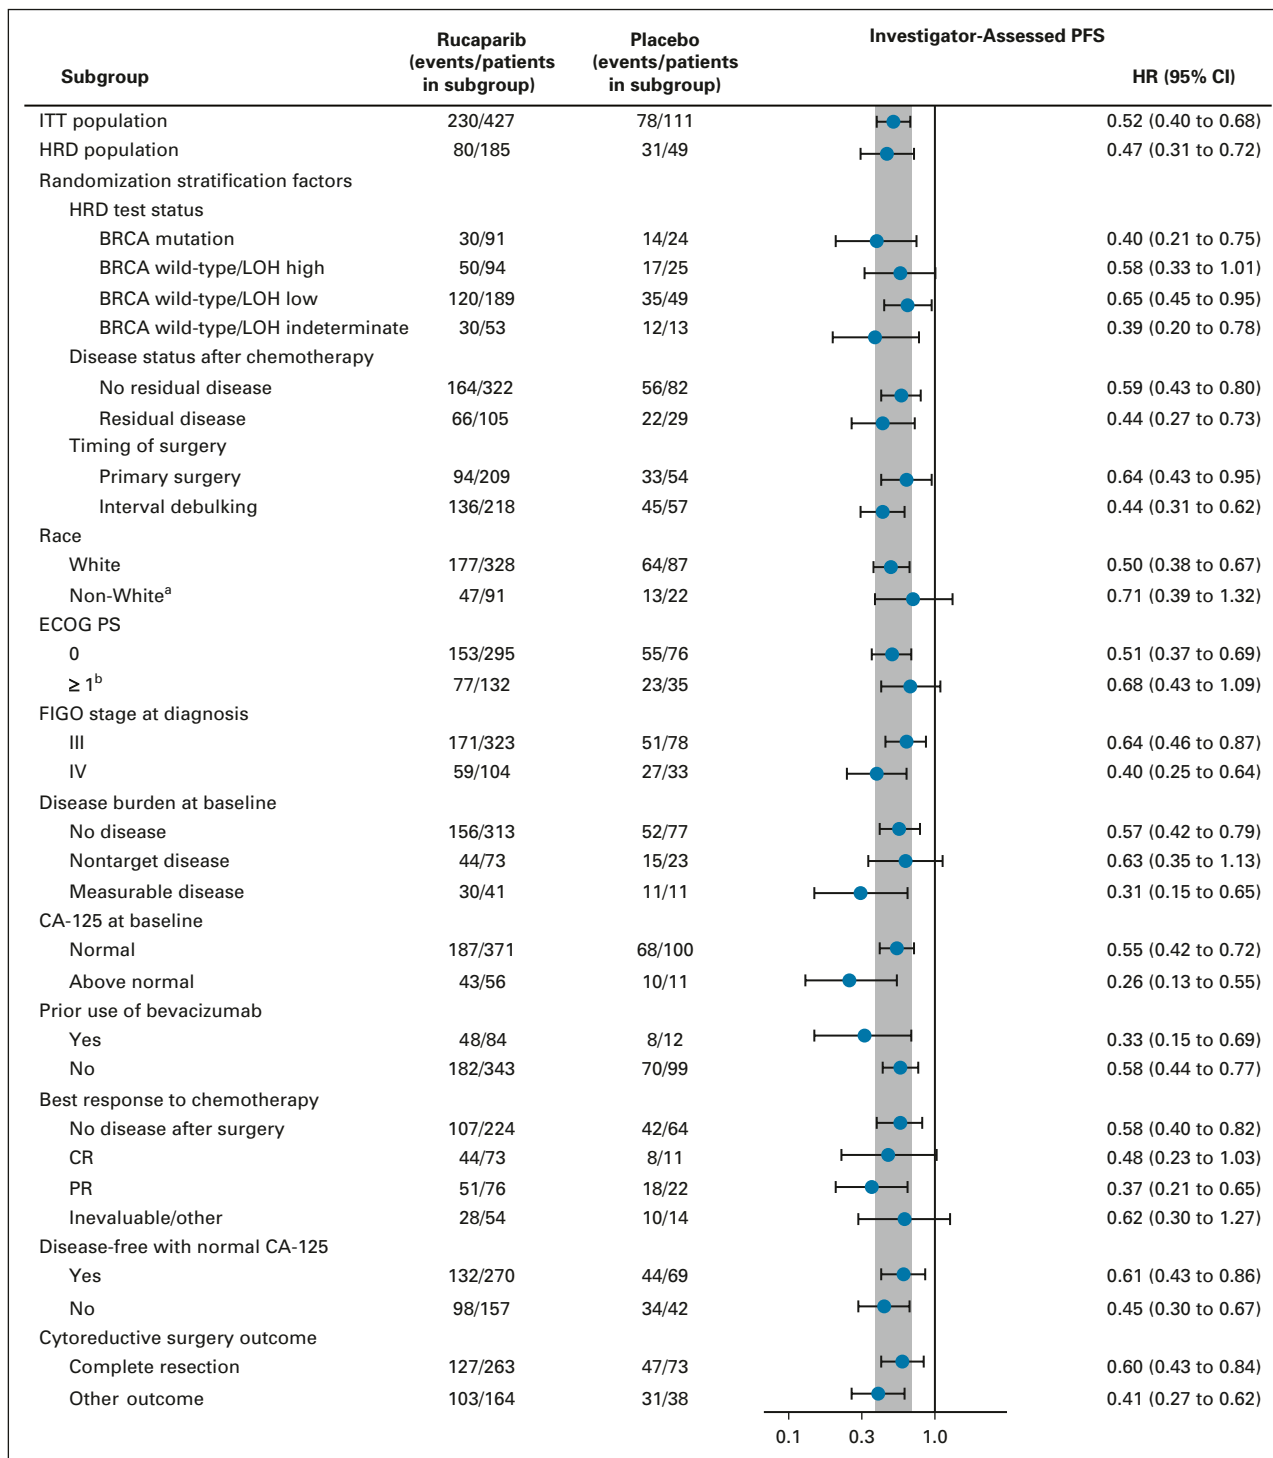 Subgroup
Rucaparib
(events/patients
in subgroup)
Placebo
(events/patients
in subgroup)
Investigator-Assessed PFS
HR (95% CI)
ITT population 230/427 78/111 0.52 (0.40 to 0.68)
HRD population 80/185 31/49 0.47 (0.31 to 0.72)
Randomization stratification factors
HRD test status
BRCA mutation 30/91 14/24 0.40 (0.21 to 0.75)
BRCA wild-type/LOH high 50/94 17/25 0.58 (0.33 to 1.01)
BRCA wild-type/LOH low 120/189 35/49 0.65 (0.45 to 0.95)
BRCA wild-type/LOH indeterminate 30/53 12/13 0.39 (0.20 to 0.78)
Disease status after chemotherapy
No residual disease 164/322 56/82 0.59 (0.43 to 0.80)
Residual disease 66/105 22/29 0.44 (0.27 to 0.73)
Timing of surgery
Primary surgery 94/209 33/54 0.64 (0.43 to 0.95)
Interval debulking 136/218 45/57 0.44 (0.31 to 0.62)
Race
White 177/328 64/87 0.50 (0.38 to 0.67)
Non-Whiteᵃ 47/91 13/22 0.71 (0.39 to 1.32)
ECOG PS
0 153/295 55/76 0.51 (0.37 to 0.69)
≥ 1ᵇ 77/132 23/35 0.68 (0.43 to 1.09)
FIGO stage at diagnosis
III 171/323 51/78 0.64 (0.46 to 0.87)
IV 59/104 27/33 0.40 (0.25 to 0.64)
Disease burden at baseline
No disease 156/313 52/77 0.57 (0.42 to 0.79)
Nontarget disease 44/73 15/23 0.63 (0.35 to 1.13)
Measurable disease 30/41 11/11 0.31 (0.15 to 0.65)
CA-125 at baseline
Normal 187/371 68/100 0.55 (0.42 to 0.72)
Above normal 43/56 10/11 0.26 (0.13 to 0.55)
Prior use of bevacizumab
Yes 48/84 8/12 0.33 (0.15 to 0.69)
No 182/343 70/99 0.58 (0.44 to 0.77)
Best response to chemotherapy
No disease after surgery 107/224 42/64 0.58 (0.40 to 0.82)
CR 44/73 8/11 0.48 (0.23 to 1.03)
PR 51/76 18/22 0.37 (0.21 to 0.65)
Inevaluable/other 28/54 10/14 0.62 (0.30 to 1.27)
Disease-free with normal CA-125
Yes 132/270 44/69 0.61 (0.43 to 0.86)
No 98/157 34/42 0.45 (0.30 to 0.67)
Cytoreductive surgery outcome
Complete resection 127/263 47/73 0.60 (0.43 to 0.84)
Other outcome 103/164 31/38 0.41 (0.27 to 0.62)
0.1 0.3 1.0